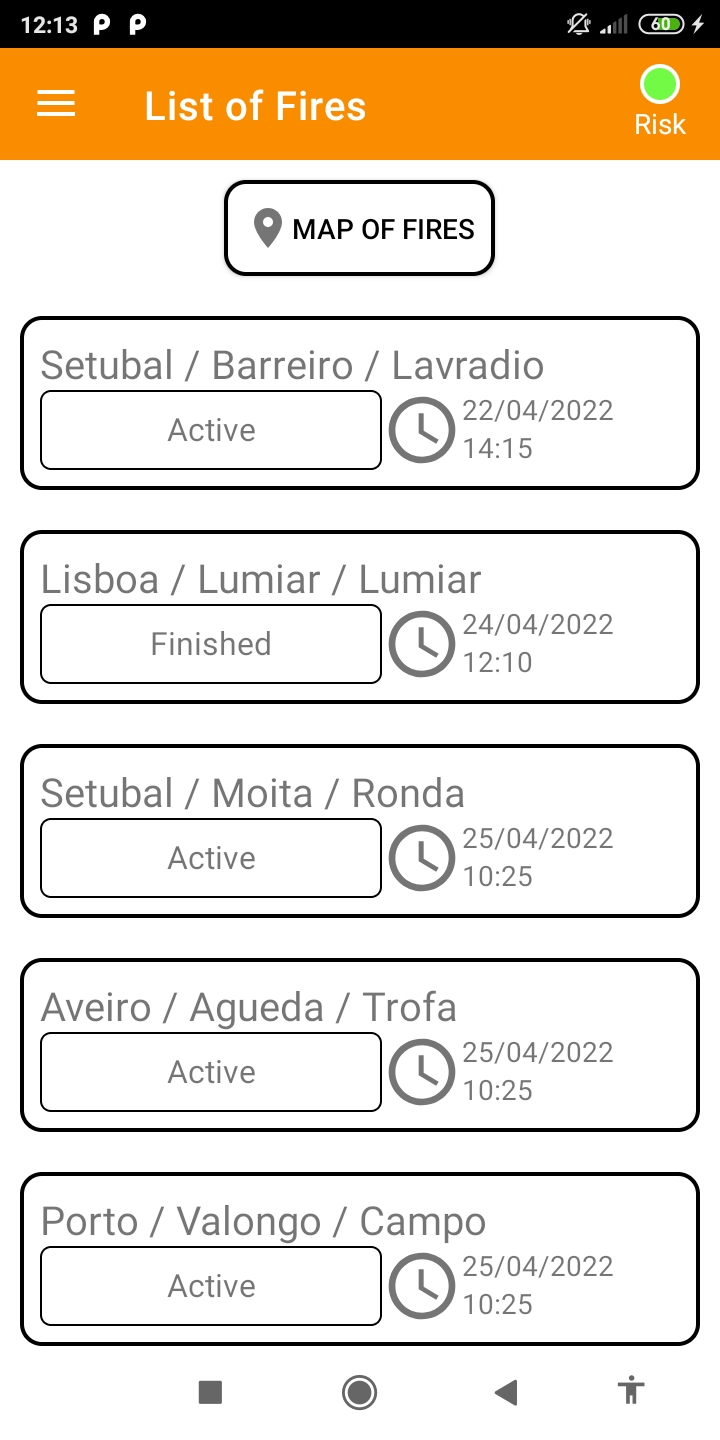 12:13
60
List of Fires
Risk
MAP OF FIRES
Setubal / Barreiro / Lavradio
Active
22/04/2022
14:15
Lisboa / Lumiar / Lumiar
Finished
24/04/2022
12:10
Setubal / Moita / Ronda
Active
25/04/2022
10:25
Aveiro / Agueda / Trofa
Active
25/04/2022
10:25
Porto / Valongo / Campo
Active
25/04/2022
10:25